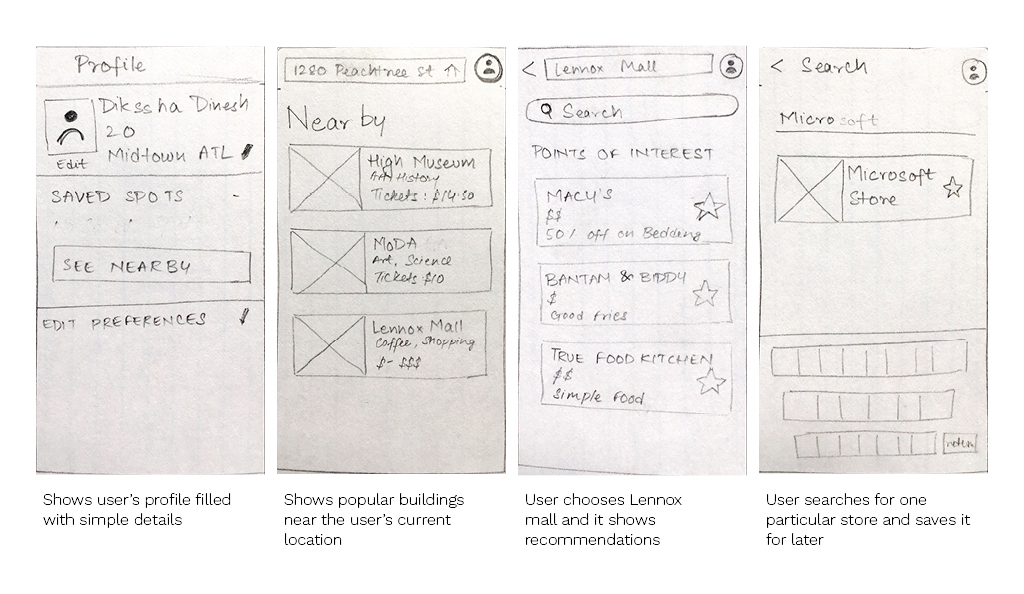 Profile
Dikssha Dinesh
20
Midtown ATL
Edit
SAVED SPOTS -
SEE NEARBY
EDIT PREFERENCES
Shows user's profile filled
with simple details
1280 Peachtree St
Nearby
High Museum
Art, History
Tickets: $14.50
MODA
Art, Science
Tickets: $10
Lennox Mall
Coffee, Shopping
$- $$$
Shows popular buildings
near the user's current
location
< Lennox Mall
Search
POINTS OF INTEREST
MACY'S
$$
50% off on Bedding
BANTAM & BIDDY
$
Good fries
TRUE FOOD KITCHEN
$$
Simple Food
User chooses Lennox
mall and it shows
recommendations
< Search
Microsoft
Microsoft
Store
return
User searches for one
particular store and saves it
for later